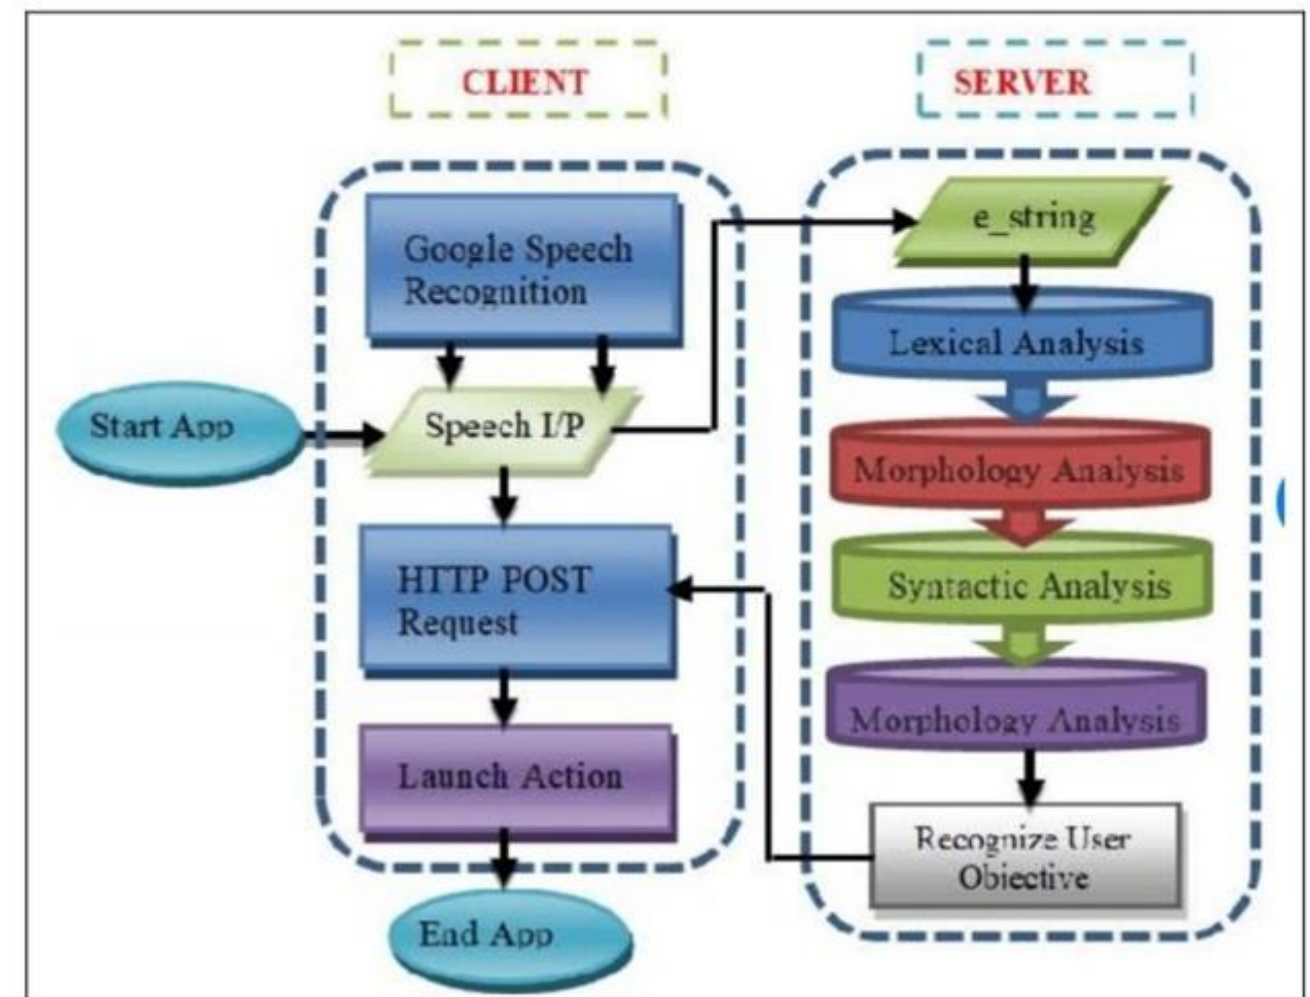 CLIENT
SERVER
Google Speech
Recognition
Start App
Speech I/P
HTTP POST
Request
Launch Action
End App
e_string
Lexical Analysis
Morphology Analysis
Syntactic Analysis
Morphology Analysis
Recognize User
Objective